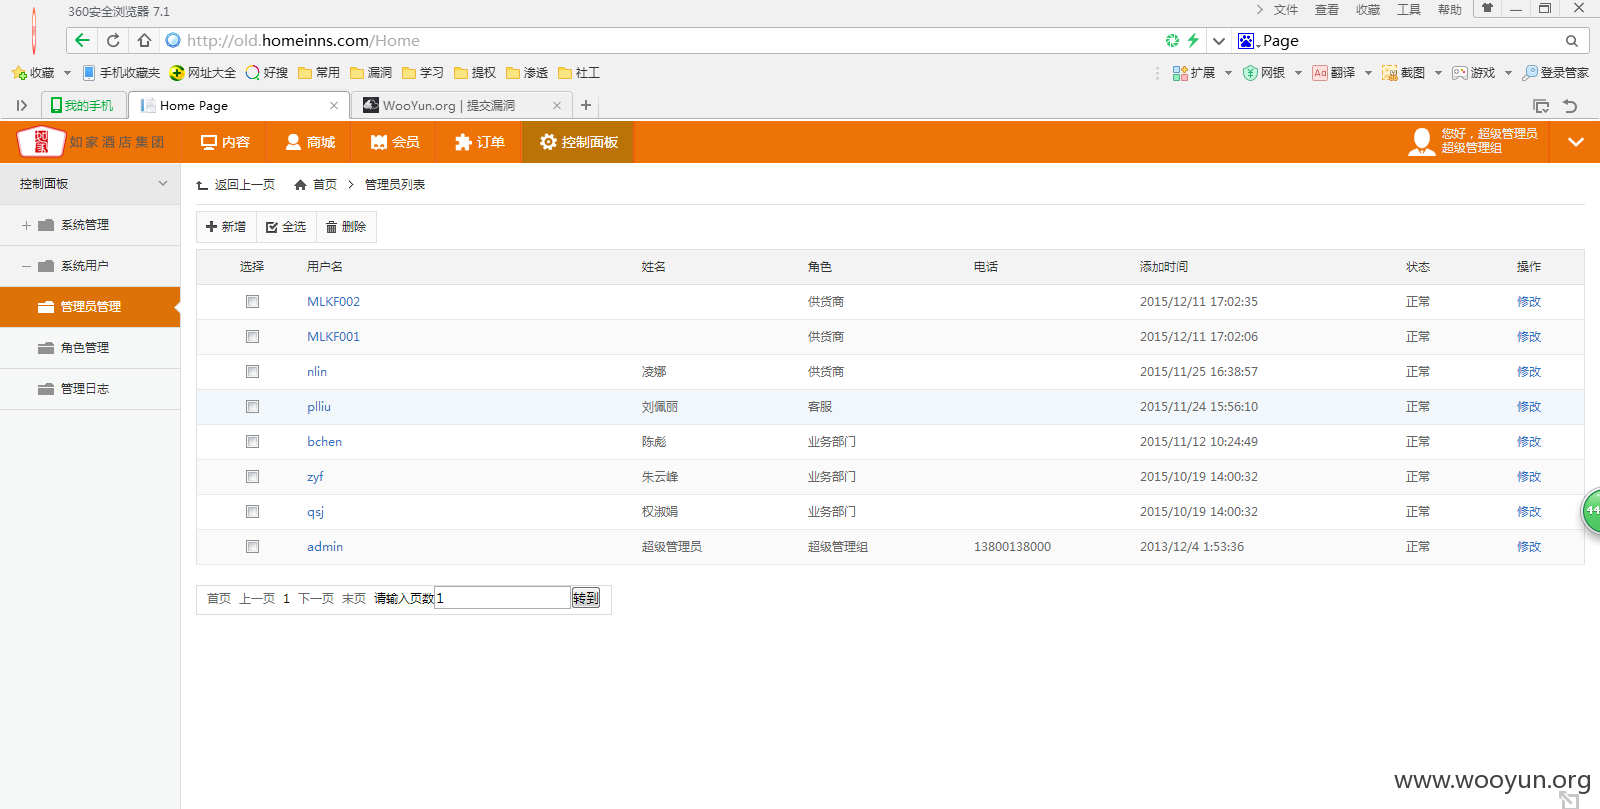 360安全浏览器 7.1
文件 查看 收藏 工具 帮助
http://old.homeinns.com/Home
Page
收藏 手机收藏夹 网址大全 好搜 常用 漏洞 学习 提权 渗透 社工
扩展 网银 Aa 翻译 截图 游戏 登录管家
我的手机 Home Page WooYun.org | 提交漏洞
如家 如家酒店集团 内容 商城 会员 订单 控制面板
您好，超级管理员
超级管理组
控制面板
系统管理
系统用户
管理员管理
角色管理
管理日志
返回上一页 首页 管理员列表
新增 全选 删除
选择 用户名 姓名 角色 电话 添加时间 状态 操作
MLKF002 供货商 2015/12/11 17:02:35 正常 修改
MLKF001 供货商 2015/12/11 17:02:06 正常 修改
nlin 凌娜 供货商 2015/11/25 16:38:57 正常 修改
plliu 刘佩丽 客服 2015/11/24 15:56:10 正常 修改
bchen 陈彪 业务部门 2015/11/12 10:24:49 正常 修改
zyf 朱云峰 业务部门 2015/10/19 14:00:32 正常 修改
qsj 权淑娟 业务部门 2015/10/19 14:00:32 正常 修改
admin 超级管理员 超级管理组 13800138000 2013/12/4 1:53:36 正常 修改
44
首页 上一页 1 下一页 末页 请输入页数 1 转到
www.wooyun.org